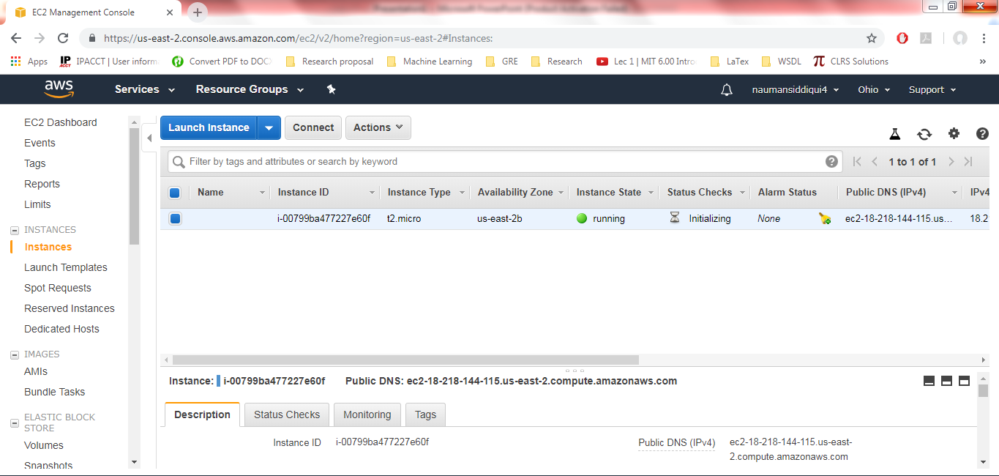 Presentation1 - Microsoft PowerPoint (Product Activation Failed)
EC2 Management Console
https://us-east-2.console.aws.amazon.com/ec2/v2/home?region=us-east-2#Instances:
Apps IP ACCT IPACCT | User inform Convert PDF to DOC Research proposal Machine Learning GRE Research Lec 1 | MIT 6.00 Intro LaTex WSDL CLRS Solutions »
aws Services Resource Groups naumansiddiqui4 Ohio Support
EC2 Dashboard
Events
Tags
Reports
Limits
INSTANCES
Instances
Launch Templates
Spot Requests
Reserved Instances
Dedicated Hosts
IMAGES
AMIs
Bundle Tasks
ELASTIC BLOCK
STORE
Volumes
Snapshots
Launch Instance Connect Actions
Filter by tags and attributes or search by keyword 1 to 1 of 1
Name Instance ID Instance Type Availability Zone Instance State Status Checks Alarm Status Public DNS (IPv4) IPv4
i-00799ba477227e60f t2.micro us-east-2b running Initializing None ec2-18-218-144-115.us... 18.2
Instance: i-00799ba477227e60f Public DNS: ec2-18-218-144-115.us-east-2.compute.amazonaws.com
Description Status Checks Monitoring Tags
Instance ID i-00799ba477227e60f Public DNS (IPv4) ec2-18-218-144-115.us-east-
2.compute.amazonaws.com